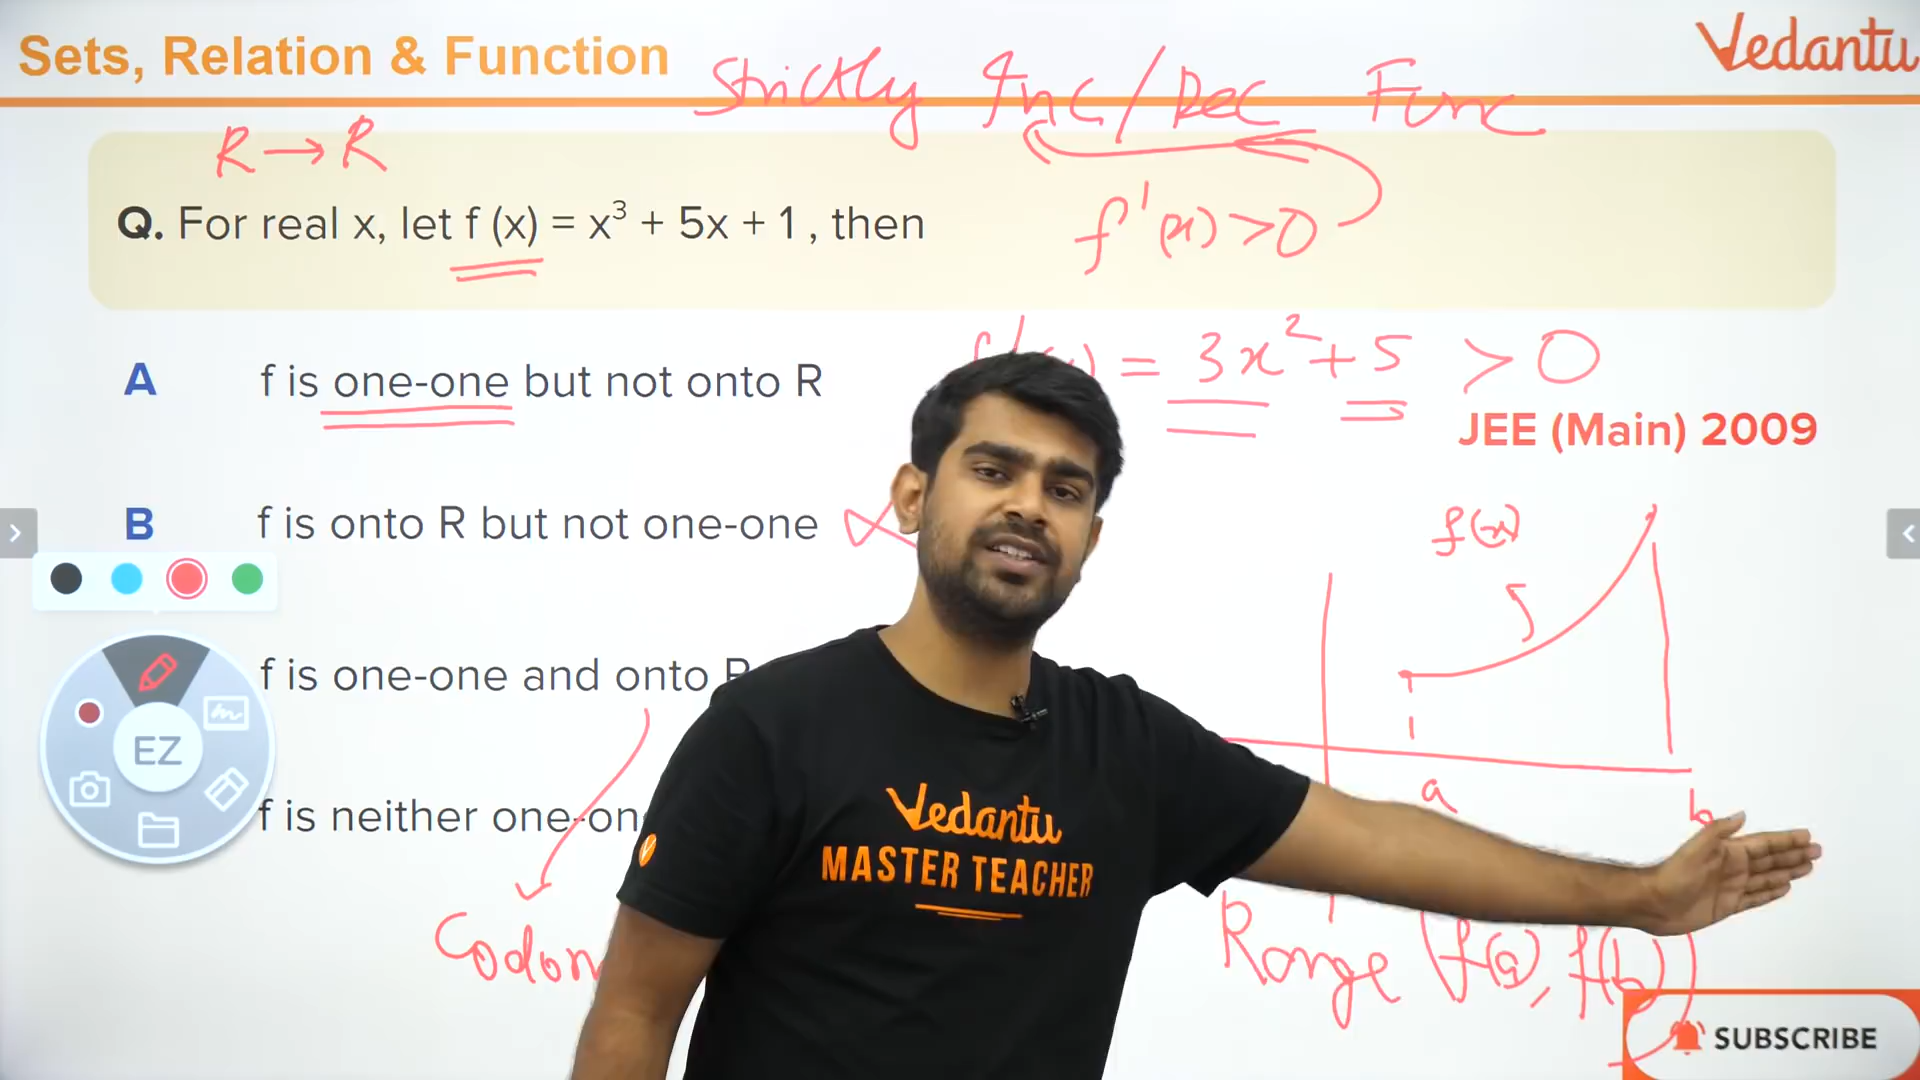 Sets, Relation & Function
Strictly Inc/Dec Func
Vedantu
R → R
Q. For real x, let f (x) = x³ + 5x + 1 , then
f'(x) > 0
A f is one-one but not onto R
= 3x² + 5 > 0
JEE (Main) 2009
B f is onto R but not one-one
f(x)
f is one-one and onto R
EZ
f is neither one-on
a
b
Vedantu
MASTER TEACHER
Codom
Range (f(a), f(b))
SUBSCRIBE